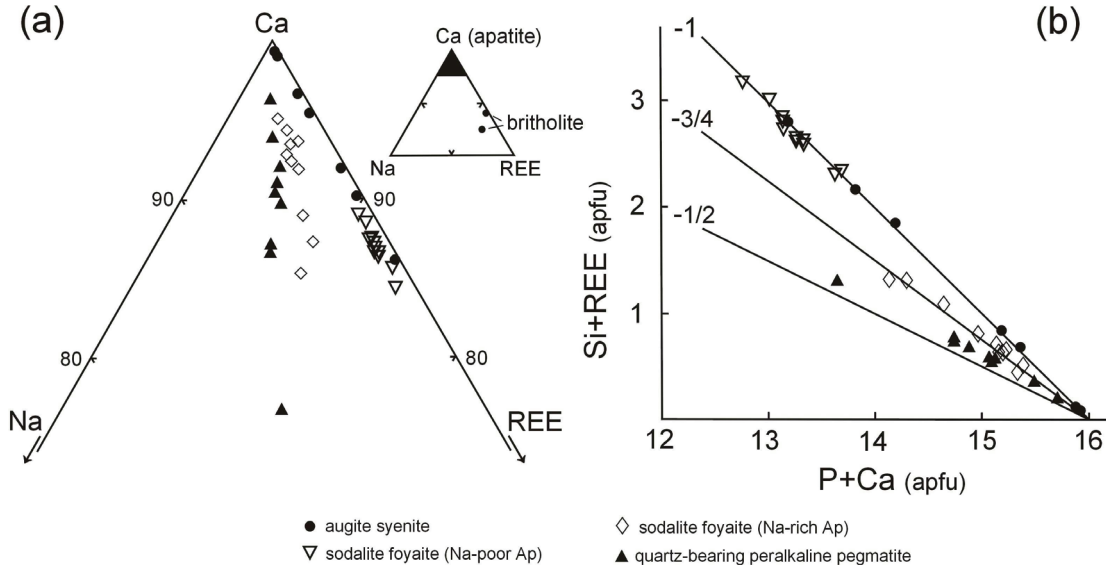 (a)
Ca
Ca (apatite)
britholite
Na
REE
90
90
80
80
Na
REE
(b)
-1
-3/4
-1/2
3
2
1
Si+REE (apfu)
12
13
14
15
16
P+Ca (apfu)
augite syenite
sodalite foyaite (Na-poor Ap)
sodalite foyaite (Na-rich Ap)
quartz-bearing peralkaline pegmatite